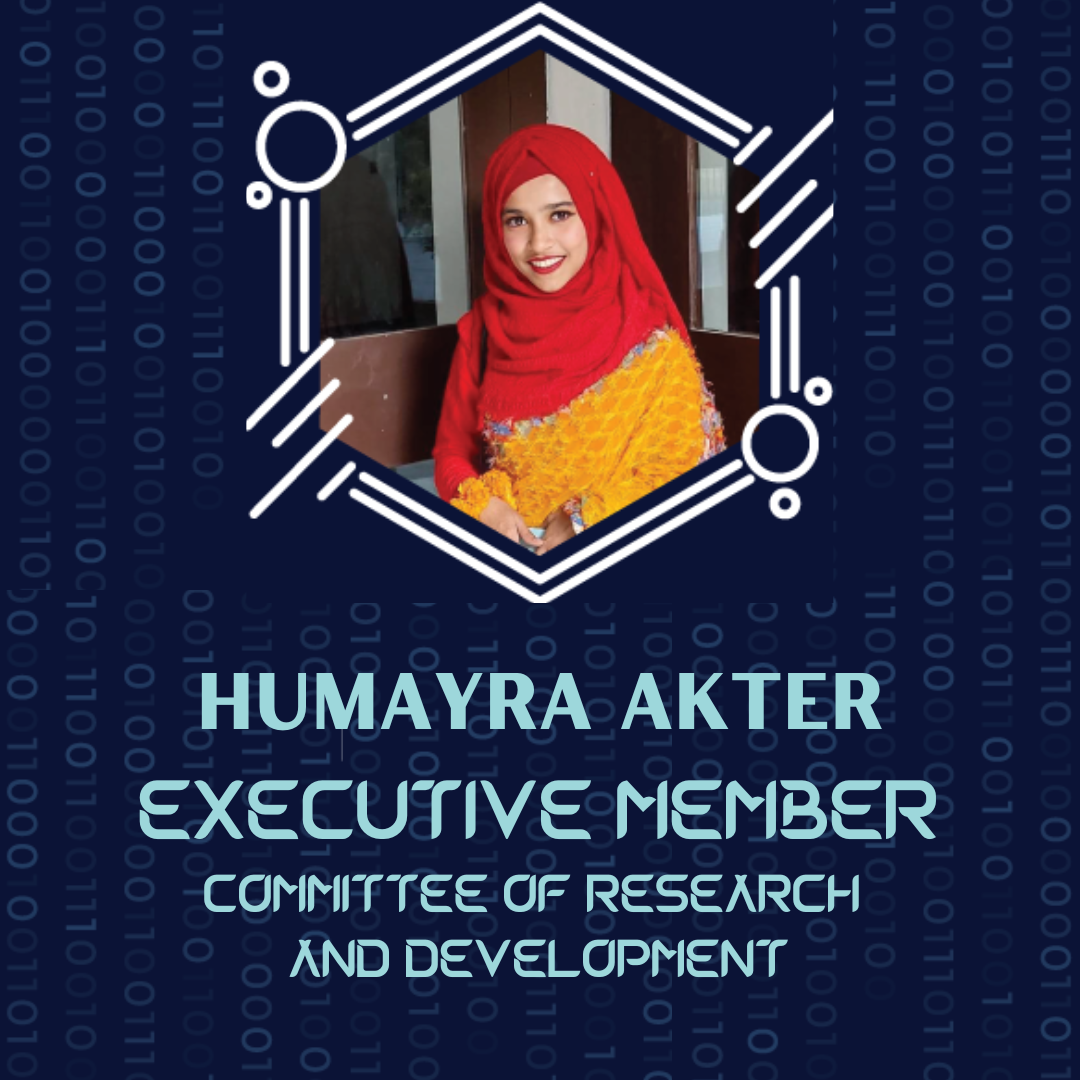 HUMAYRA AKTER
EXECUTIVE MEMBER
COMMITTEE OF RESEARCH
AND DEVELOPMENT